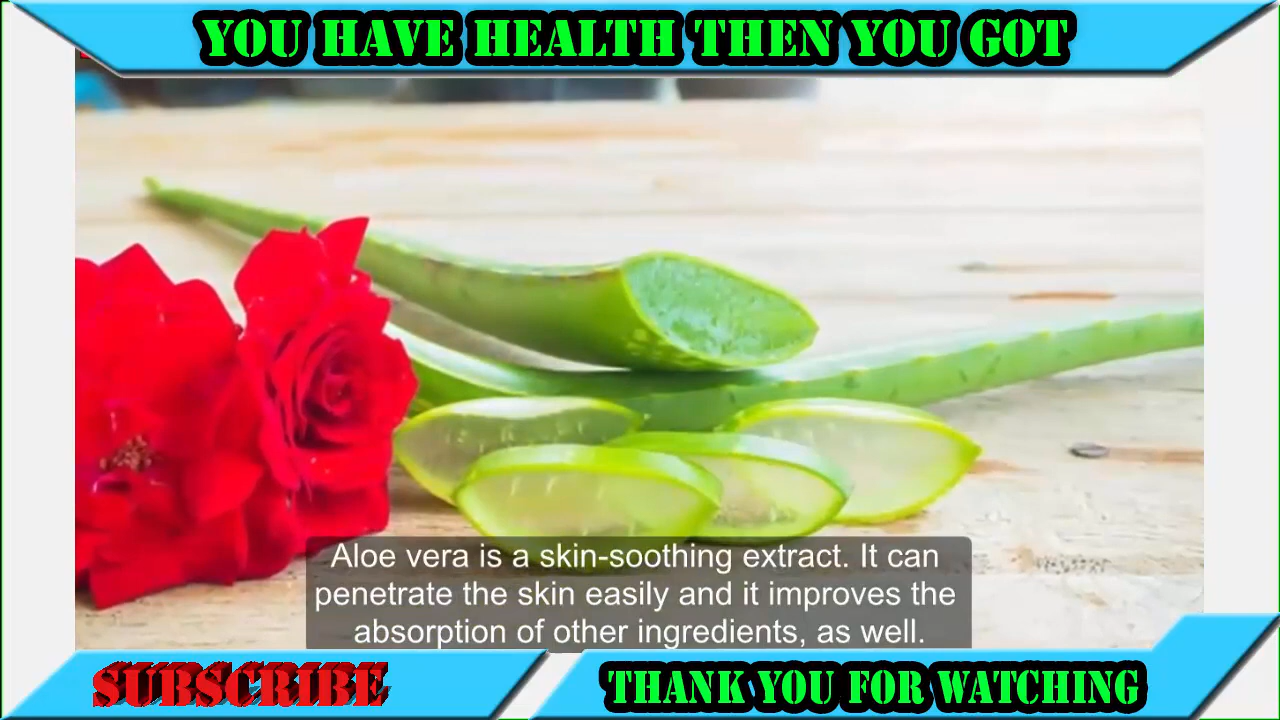 YOU HAVE HEALTH THEN YOU GOT
Aloe vera is a skin-soothing extract. It can
penetrate the skin easily and it improves the
absorption of other ingredients, as well.
SUBSCRIBE
THANK YOU FOR WATCHING